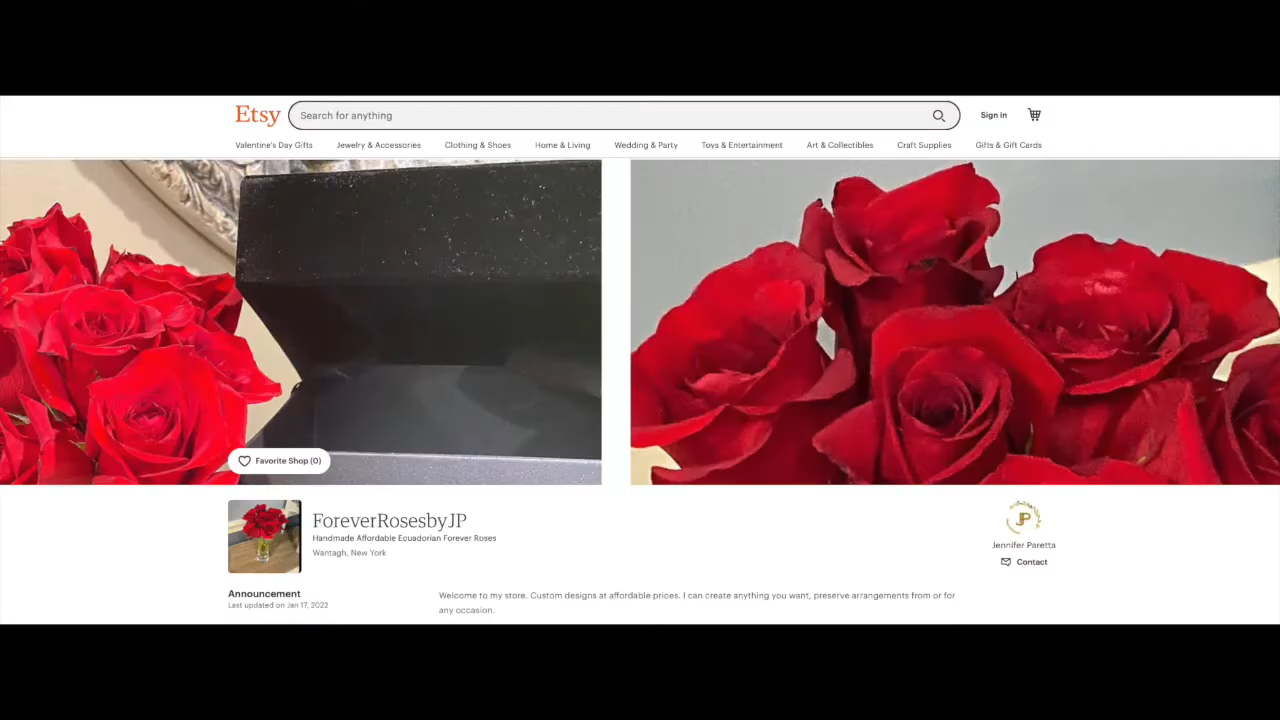 Etsy
Search for anything
Sign in
Valentine's Day Gifts
Jewelry & Accessories
Clothing & Shoes
Home & Living
Wedding & Party
Toys & Entertainment
Art & Collectibles
Craft Supplies
Gifts & Gift Cards
Favorite Shop (0)
ForeverRosesbyJP
Handmade Affordable Ecuadorian Forever Roses
Wantagh, New York
JP
Jennifer Paretta
Contact
Announcement
Last updated on Jan 17, 2022
Welcome to my store. Custom designs at affordable prices. I can create anything you want, preserve arrangements from or for
any occasion.